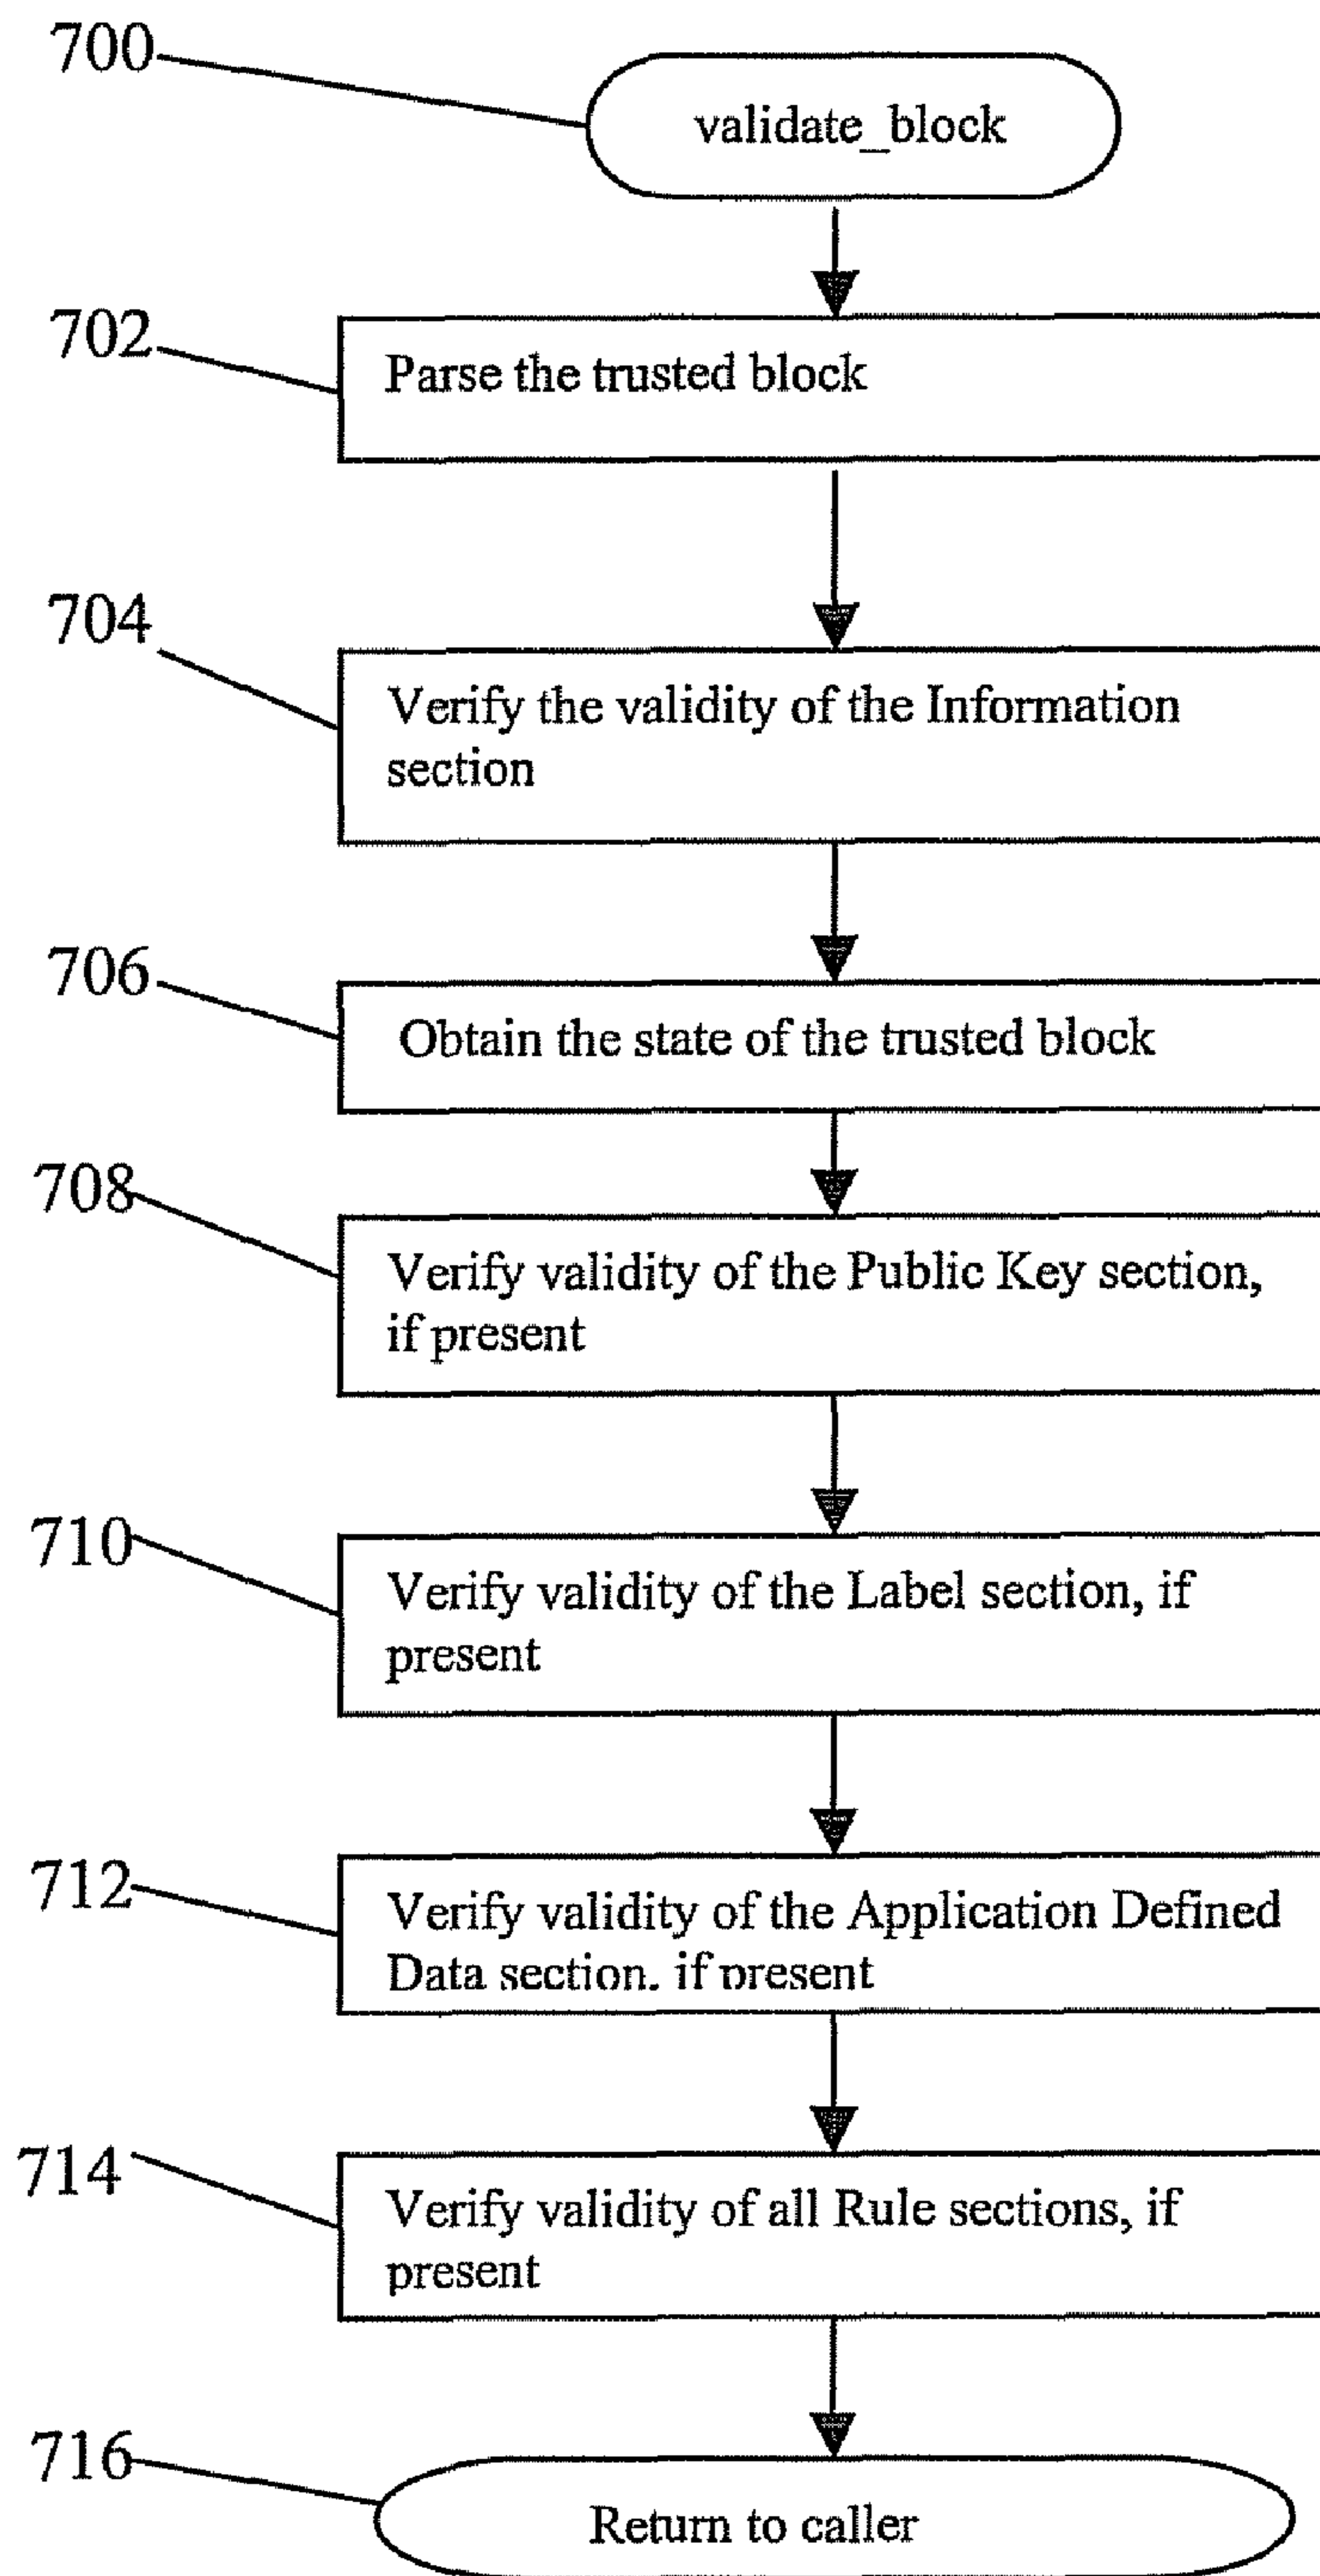 700
validate_block
702
Parse the trusted block
704
Verify the validity of the Information
section
706
Obtain the state of the trusted block
708
Verify validity of the Public Key section,
if present
710
Verify validity of the Label section, if
present
712
Verify validity of the Application Defined
Data section, if present
714
Verify validity of all Rule sections, if
present
716
Return to caller